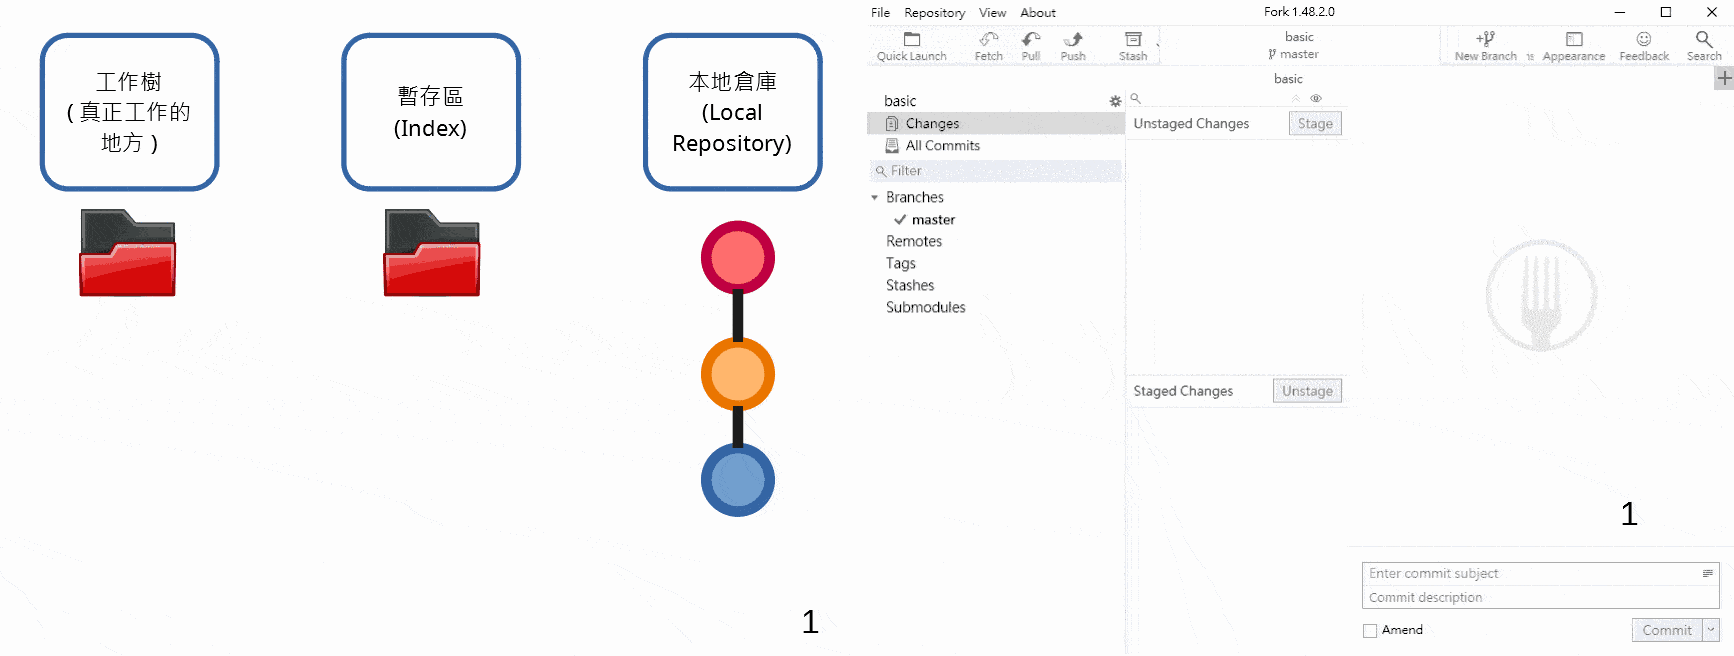 工作樹
( 真正工作的
地方 )
暫存區
(Index)
本地倉庫
(Local
Repository)
1
File Repository View About
Fork 1.48.2.0
Quick Launch Fetch Pull Push Stash
basic
master
New Branch Appearance Feedback Search
basic
basic
Changes
All Commits
Filter
Branches
master
Remotes
Tags
Stashes
Submodules
Unstaged Changes Stage
Staged Changes Unstage
1
Enter commit subject
Commit description
Amend Commit